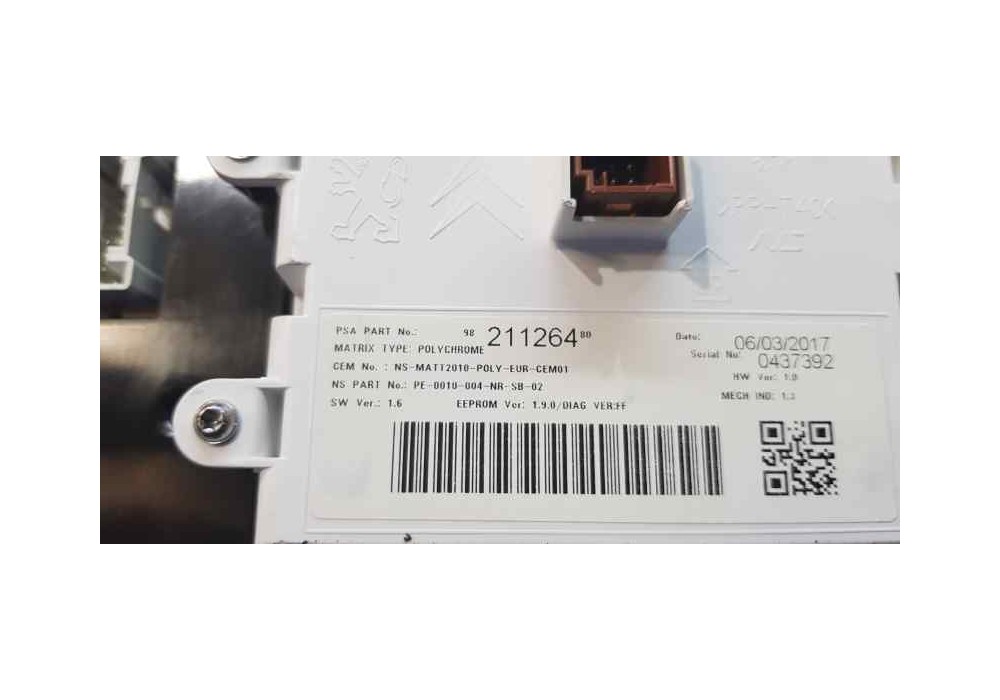 PSA PART No.: 98 211264 80
MATRIX TYPE: POLYCHROME
CEM No. : NS-MATT2010-POLY-EUR-CEM01
NS PART No.: PE-0010-004-NR-SB-02
SW Ver.: 1.6 EEPROM Ver: 1.9.0/DIAG VER:FF
Date: 06/03/2017
Serial No: 0437392
HW Ver: 1.0
MECH IND: